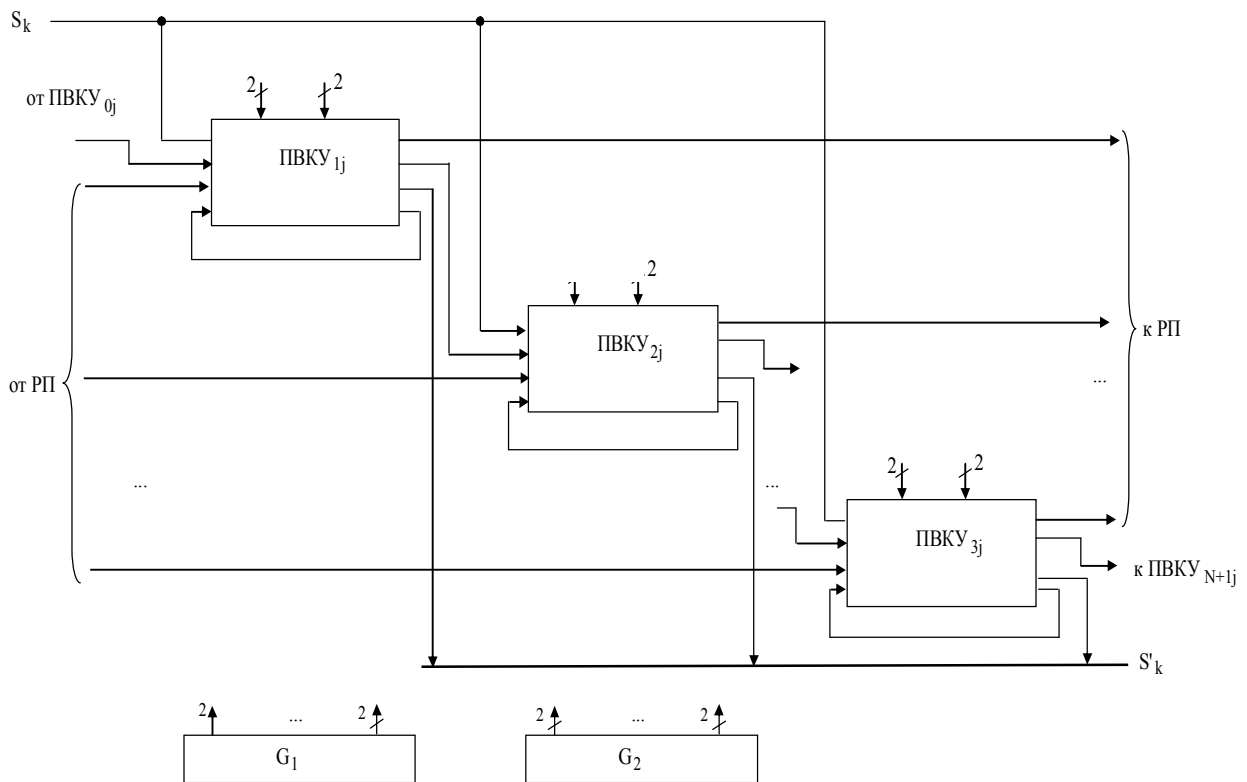 S_k
2 2
от ПВКУ_0j
ПВКУ_1j
2
ПВКУ_2j
к РП
от РП
...
2 2
...
...
ПВКУ_3j
к ПВКУ_N+1j
S'_k
2 ... 2
2 ... 2
G_1
G_2